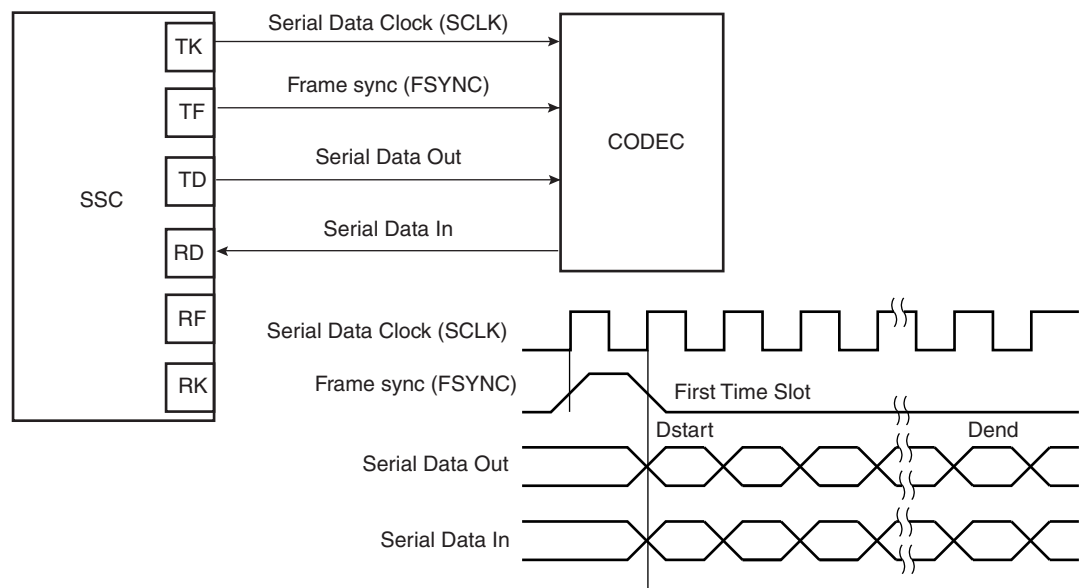 SSC
TK
TF
TD
RD
RF
RK
Serial Data Clock (SCLK)
Frame sync (FSYNC)
Serial Data Out
Serial Data In
CODEC
Serial Data Clock (SCLK)
Frame sync (FSYNC)
First Time Slot
Dstart
Dend
Serial Data Out
Serial Data In